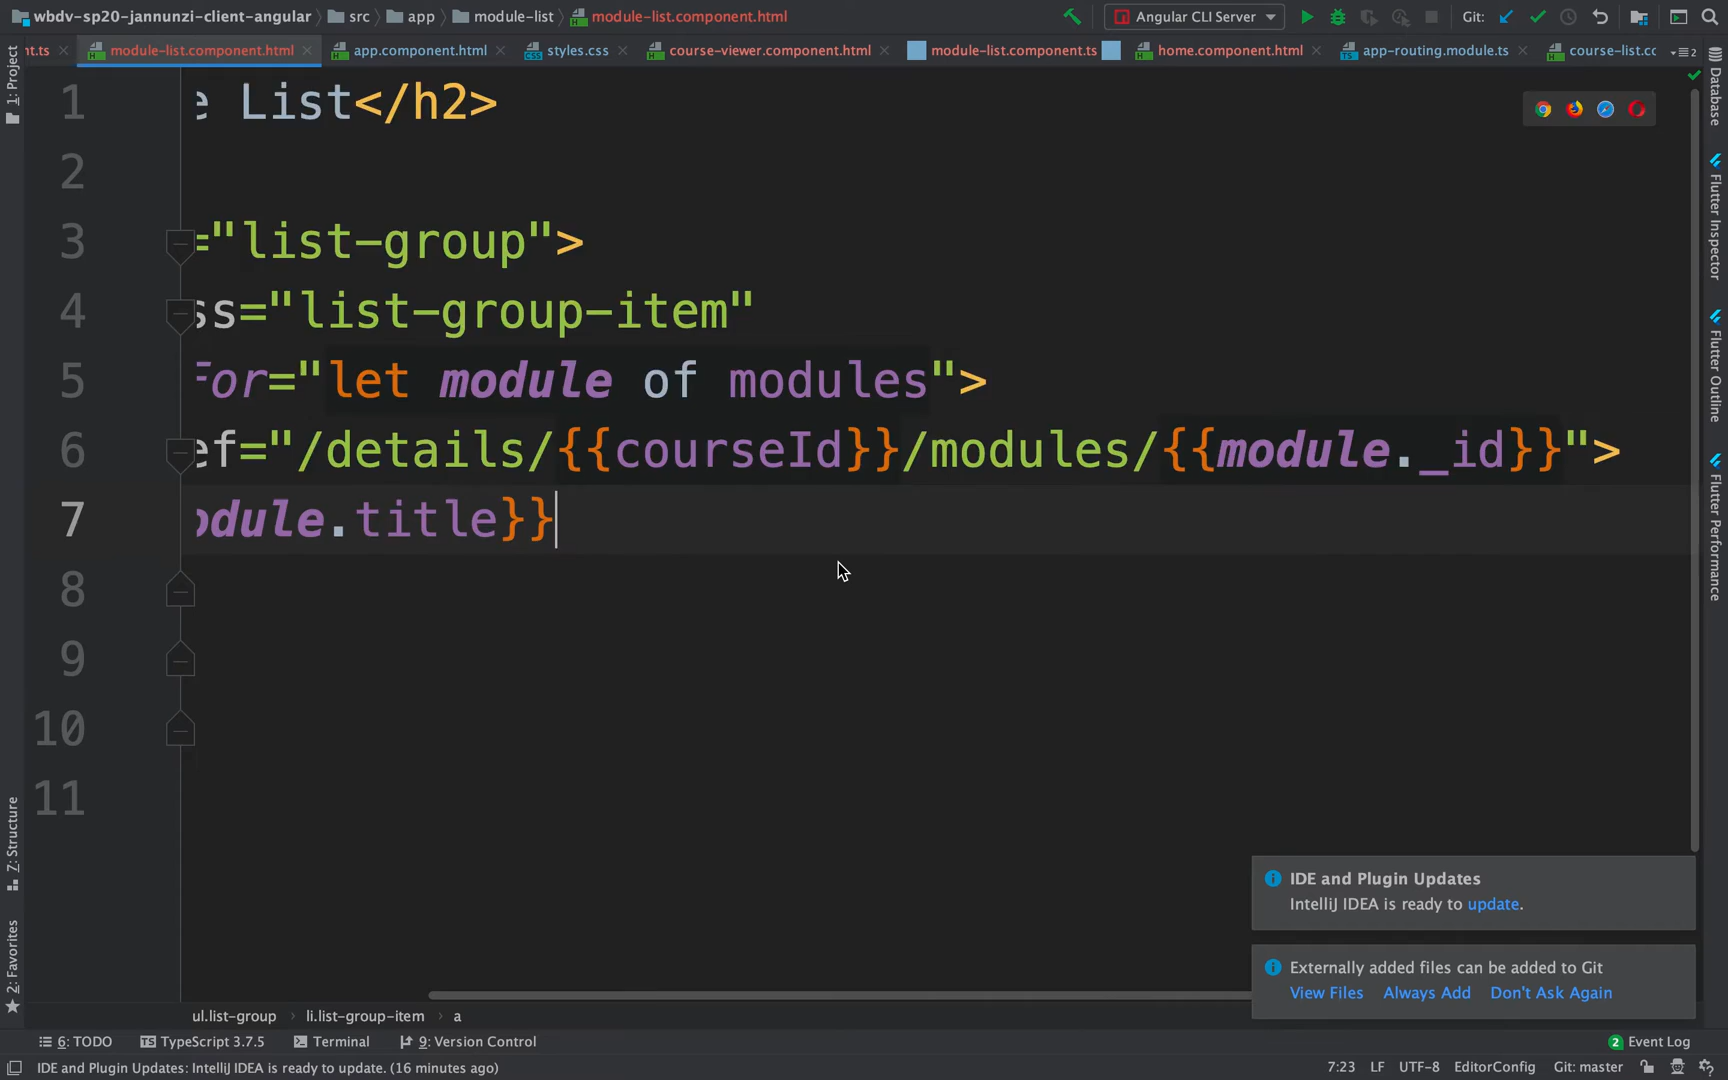 wbdv-sp20-jannunzi-client-angular src app module-list module-list.component.html Angular CLI Server Git:
nt.ts module-list.component.html app.component.html styles.css course-viewer.component.html module-list.component.ts home.component.html app-routing.module.ts course-list.cc 2
1: Project
Database
Flutter Inspector
Flutter Outline
Flutter Performance
1 e List</h2>
2
3 ="list-group">
4 ss="list-group-item"
5 For="let module of modules">
6 ef="/details/{{courseId}}/modules/{{module._id}}">
7 odule.title}}
8
9
10
11
Z: Structure
2: Favorites
IDE and Plugin Updates
IntelliJ IDEA is ready to update.
Externally added files can be added to Git
View Files Always Add Don't Ask Again
ul.list-group li.list-group-item a
6: TODO TypeScript 3.7.5 Terminal 9: Version Control 2 Event Log
IDE and Plugin Updates: IntelliJ IDEA is ready to update. (16 minutes ago) 7:23 LF UTF-8 EditorConfig Git: master